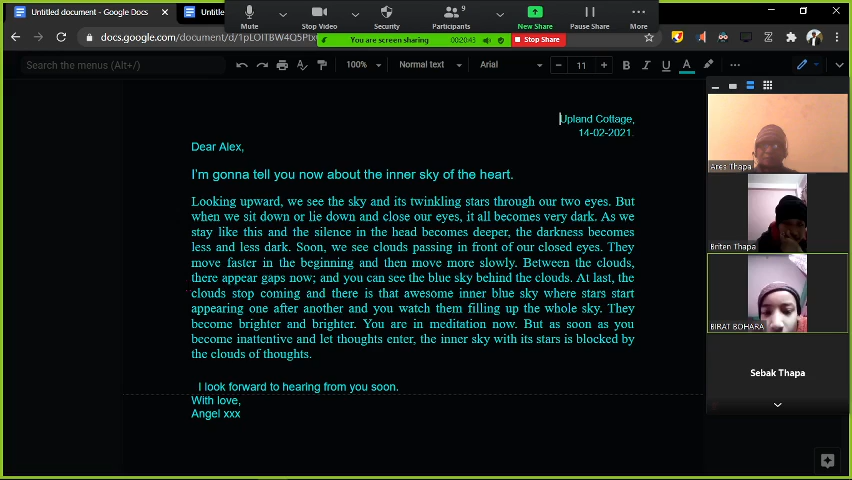 Untitled document - Google Docs
Untitled
Mute
Stop Video
Security
Participants
9
New Share
Pause Share
More
docs.google.com/document/d/
You are screen sharing
00:20:45
Stop Share
Search the menus (Alt+/)
100%
Normal text
Arial
11
B
I
U
A
Upland Cottage,
14-02-2021.
Dear Alex,
I'm gonna tell you now about the inner sky of the heart.
Looking upward, we see the sky and its twinkling stars through our two eyes. But
when we sit down or lie down and close our eyes, it all becomes very dark. As we
stay like this and the silence in the head becomes deeper, the darkness becomes
less and less dark. Soon, we see clouds passing in front of our closed eyes. They
move faster in the beginning and then move more slowly. Between the clouds,
there appear gaps now; and you can see the blue sky behind the clouds. At last, the
clouds stop coming and there is that awesome inner blue sky where stars start
appearing one after another and you watch them filling up the whole sky. They
become brighter and brighter. You are in meditation now. But as soon as you
become inattentive and let thoughts enter, the inner sky with its stars is blocked by
the clouds of thoughts.
I look forward to hearing from you soon.
With love,
Angel xxx
Ares Thapa
Briten Thapa
BIRAT BOHARA
Sebak Thapa